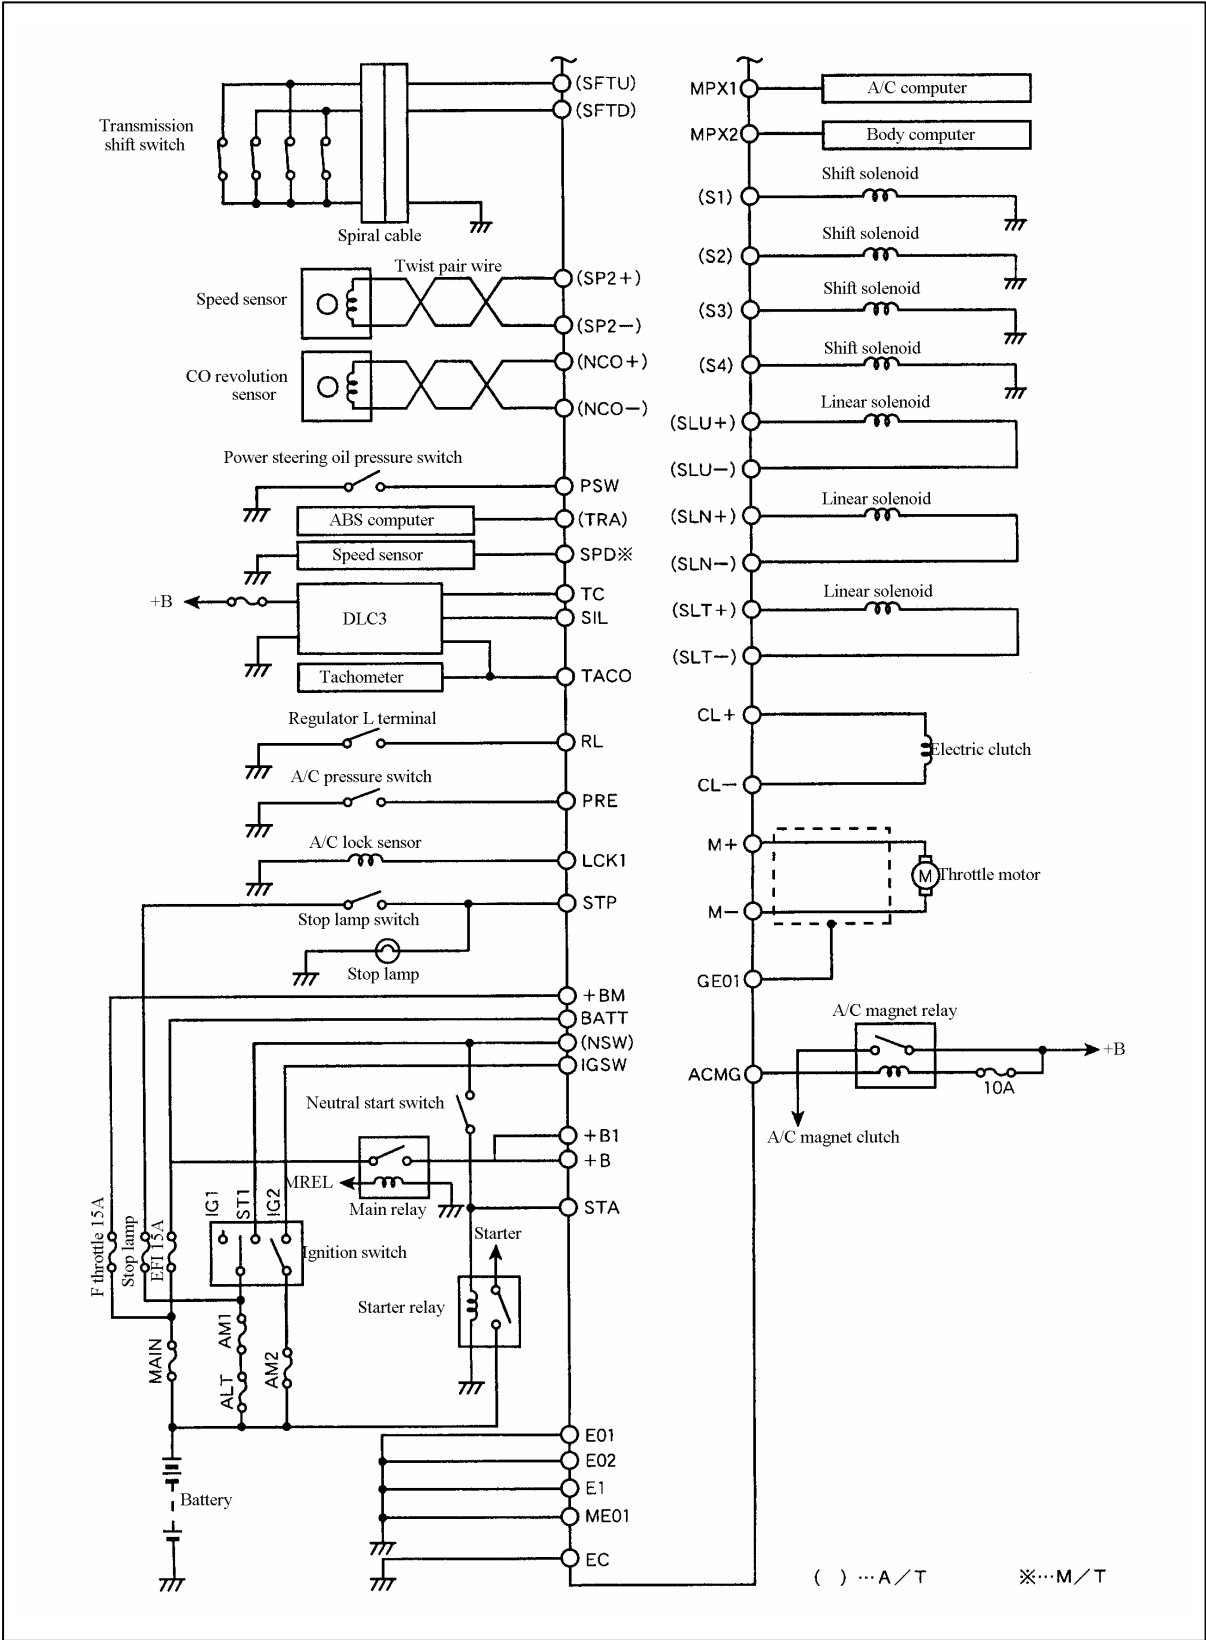 (SFTU)
(SFTD)
Transmission
shift switch
Spiral cable
Twist pair wire
Speed sensor
(SP2+)
(SP2−)
CO revolution
sensor
(NCO+)
(NCO−)
Power steering oil pressure switch
PSW
ABS computer
(TRA)
Speed sensor
SPD※
+B
DLC3
TC
SIL
Tachometer
TACO
Regulator L terminal
RL
A/C pressure switch
PRE
A/C lock sensor
LCK1
STP
Stop lamp switch
Stop lamp
+BM
BATT
(NSW)
IGSW
Neutral start switch
+B1
+B
MREL
Main relay
STA
F throttle 15A
Stop lamp
EFI 15A
IG1
ST1
IG2
Ignition switch
Starter
Starter relay
MAIN
AM1
ALT
AM2
Battery
E01
E02
E1
ME01
EC
MPX1
A/C computer
MPX2
Body computer
Shift solenoid
(S1)
Shift solenoid
(S2)
Shift solenoid
(S3)
Shift solenoid
(S4)
Linear solenoid
(SLU+)
(SLU−)
Linear solenoid
(SLN+)
(SLN−)
Linear solenoid
(SLT+)
(SLT−)
CL+
Electric clutch
CL−
M+
M
Throttle motor
M−
GE01
A/C magnet relay
+B
ACMG
10A
A/C magnet clutch
( ) …A/T
※…M/T